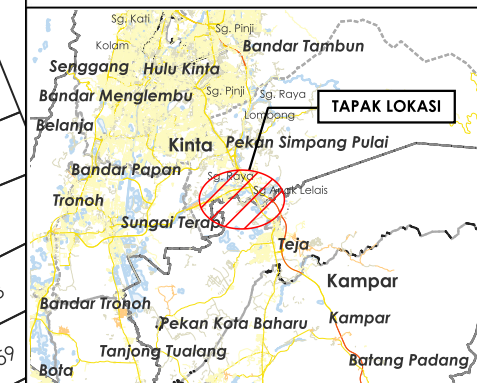 Sg. Kati
Sg. Pinji
Kolam
Bandar Tambun
Senggang
Hulu Kinta
Bandar Menglembu
Sg. Pinji
Sg. Raya
TAPAK LOKASI
Lombong
Belanja
Kinta
Pekan Simpang Pulai
Bandar Papan
Sg. Raya
Sg Anak Lelais
Tronoh
Sungai Terap
Teja
Kampar
Bandar Tronoh
Pekan Kota Baharu
Kampar
59
Tanjong Tualang
Batang Padang
Bota